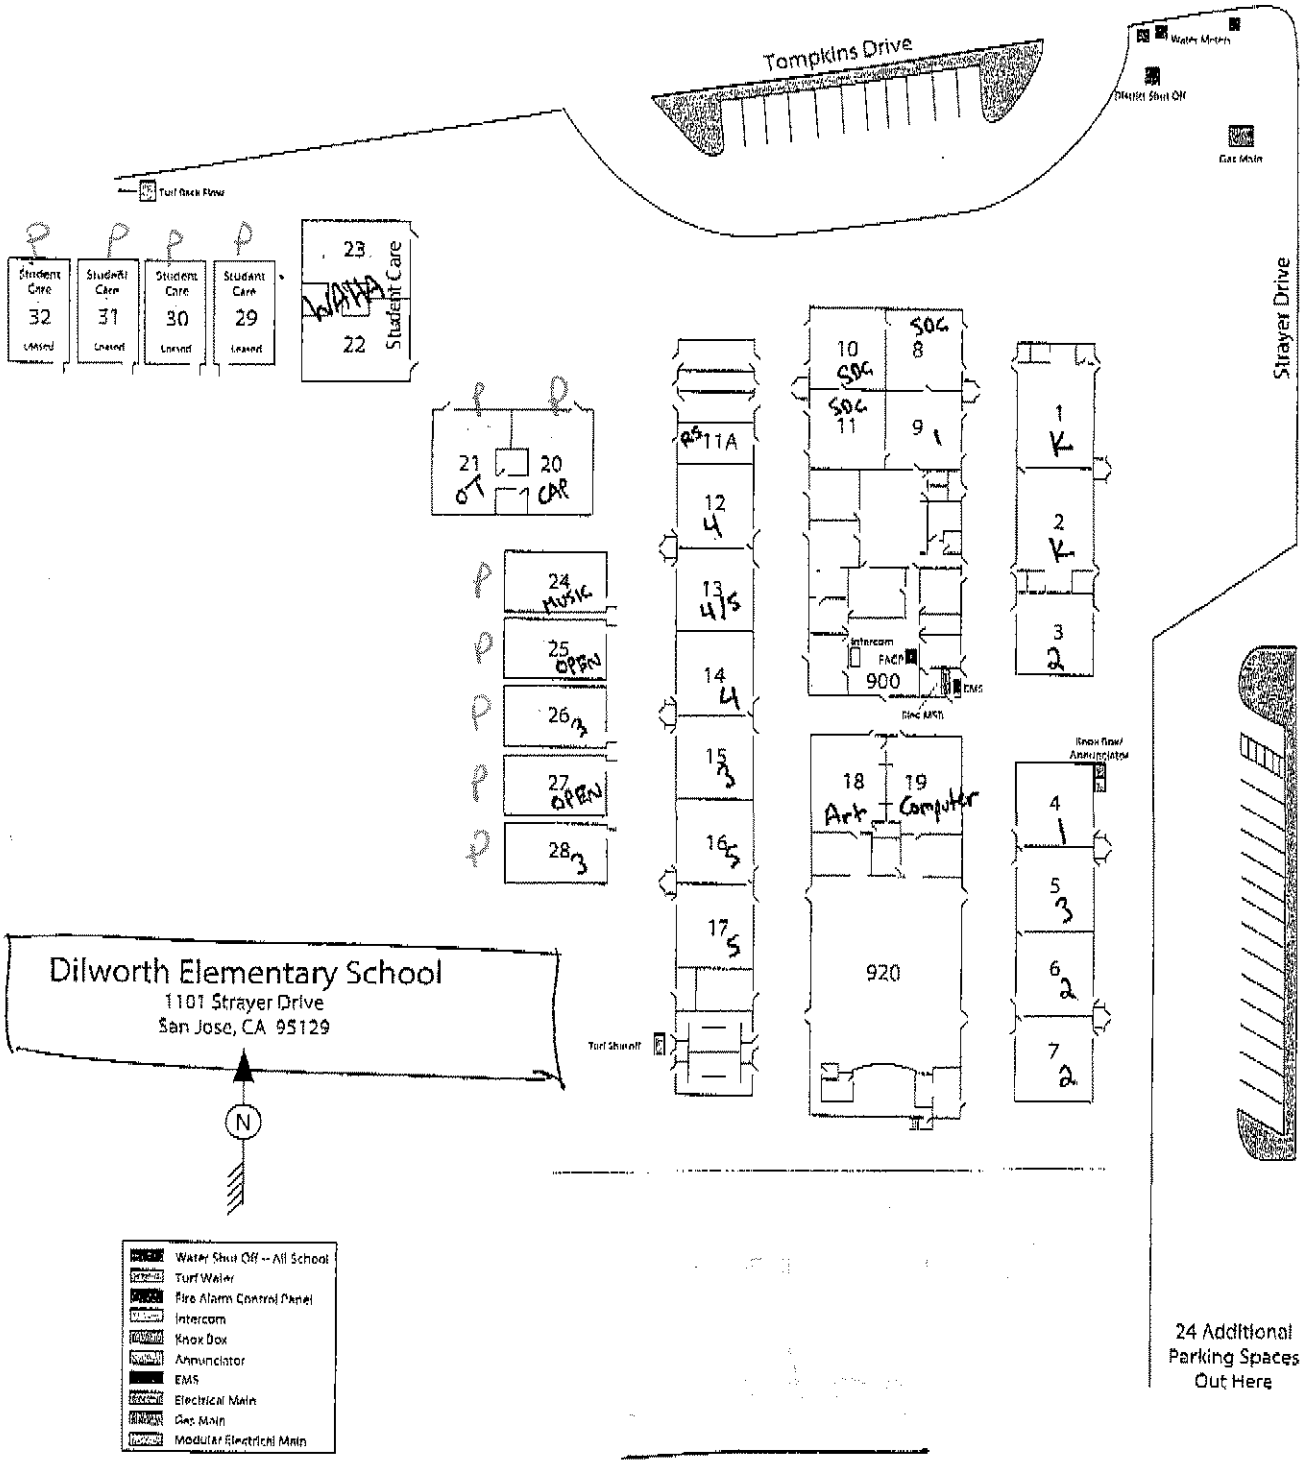 Tompkins Drive
Water Meters
District Shut Off
Gas Main
Strayer Drive
Turf Back Flow
P
P
P
P
Student Care
32
Leased
Student Care
31
Leased
Student Care
30
Leased
Student Care
29
Leased
23
WAHA
22
Student Care
P
P
21
OT
20
CAP
P
24
MUSIC
P
25
OPEN
P
26 3
P
27
OPEN
P
28 3
RS 11A
12
4
13
4/5
14
4
15
3
16 5
17 5
10
SDC
SDC
8
SDC
11
9 1
Intercom
FACP
900
EMS
Elec MSB
18
Art
19
Computer
920
1
K
2
K
3
2
Knox Box/
Annunciator
4
1
5
3
6
2
7
2
Turf Shut off
Dilworth Elementary School
1101 Strayer Drive
San Jose, CA 95129
N
Water Shut Off -- All School
Turf Water
Fire Alarm Control Panel
Intercom
Knox Box
Annunciator
EMS
Electrical Main
Gas Main
Modular Electrical Main
24 Additional
Parking Spaces
Out Here